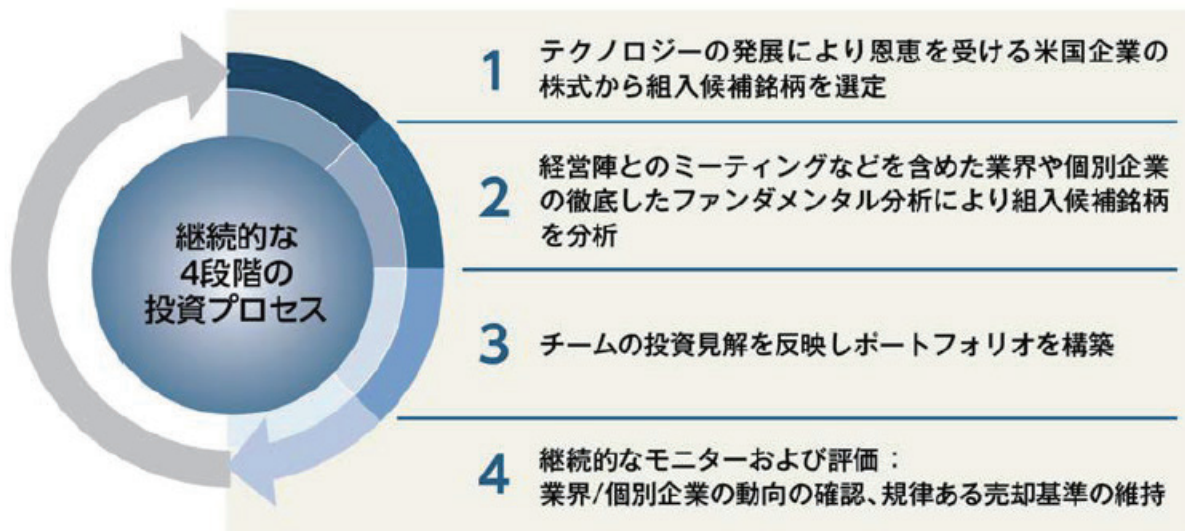 継続的な
4段階の
投資プロセス
1
テクノロジーの発展により恩恵を受ける米国企業の
株式から組入候補銘柄を選定
2
経営陣とのミーティングなどを含めた業界や個別企業
の徹底したファンダメンタル分析により組入候補銘柄
を分析
3
チームの投資見解を反映しポートフォリオを構築
4
継続的なモニターおよび評価：
業界/個別企業の動向の確認、規律ある売却基準の維持